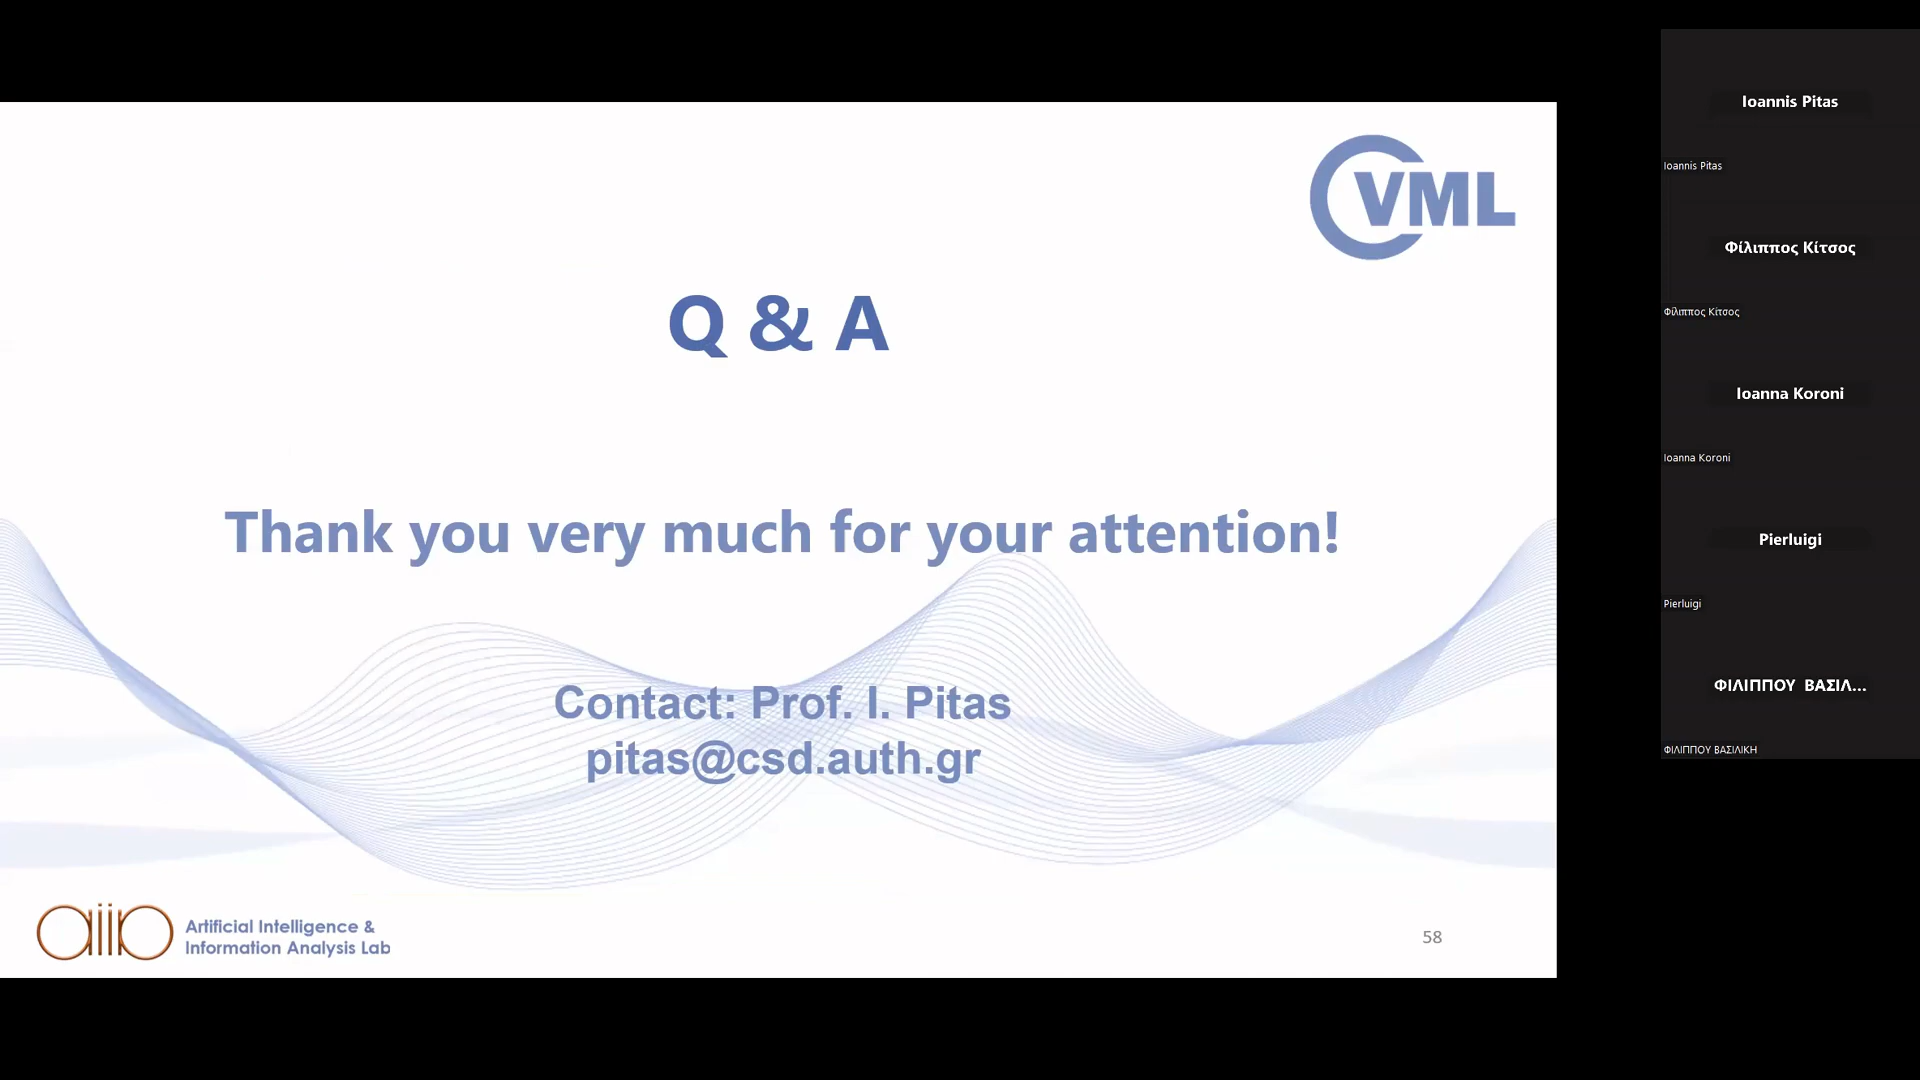 CVML
Q & A
Thank you very much for your attention!
Contact: Prof. I. Pitas
pitas@csd.auth.gr
aiia
Artificial Intelligence &
Information Analysis Lab
58
Ioannis Pitas
Ioannis Pitas
Φίλιππος Κίτσος
Φίλιππος Κίτσος
Ioanna Koroni
Ioanna Koroni
Pierluigi
Pierluigi
ΦΙΛΙΠΠΟΥ ΒΑΣΙΛ...
ΦΙΛΙΠΠΟΥ ΒΑΣΙΛΙΚΗ